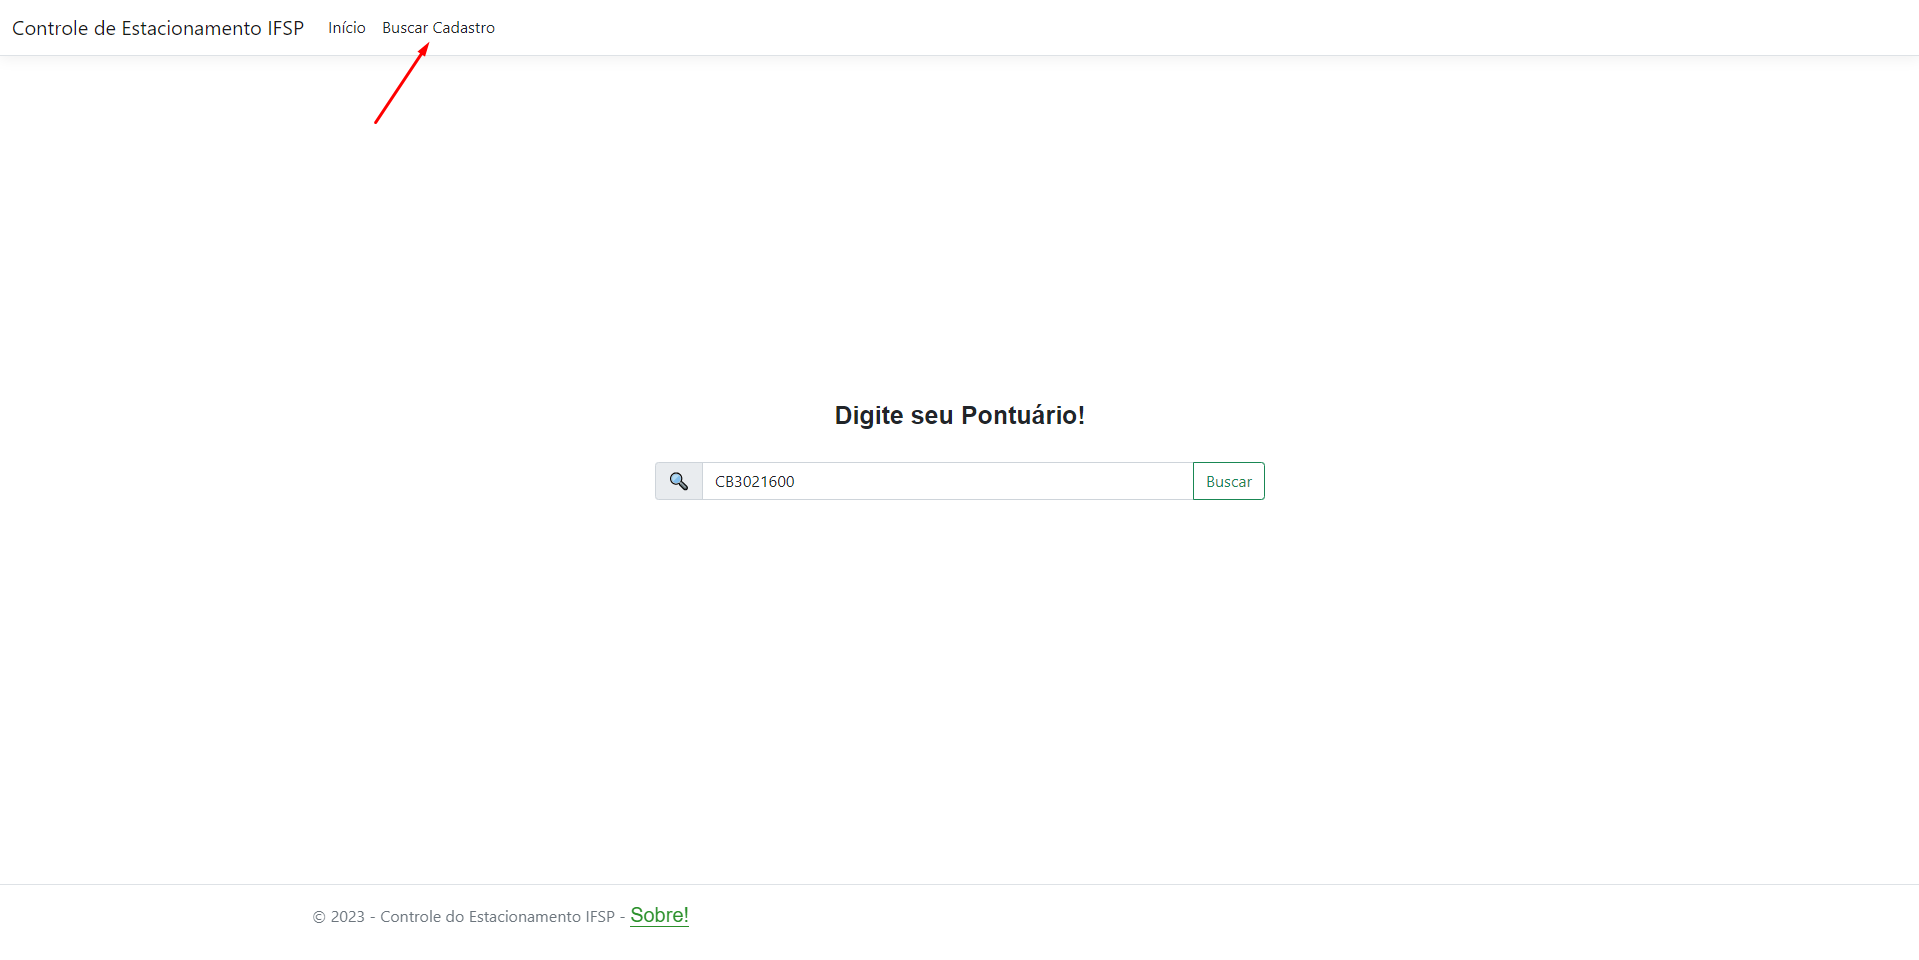 Controle de Estacionamento IFSP Início Buscar Cadastro
Digite seu Pontuário!
CB3021600 Buscar
© 2023 - Controle do Estacionamento IFSP - Sobre!